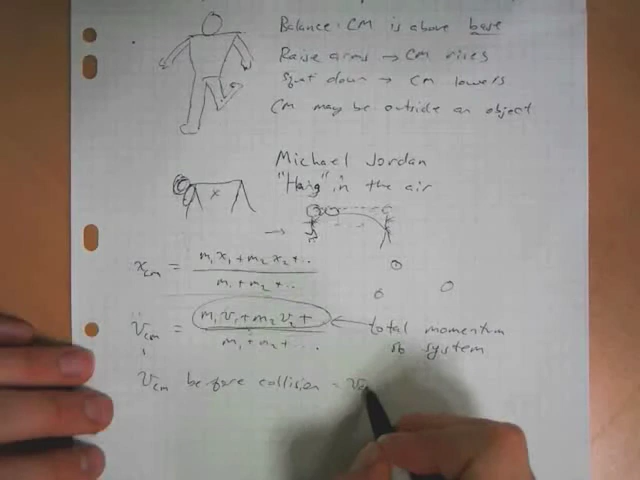 Balance: CM is above base
Raise arms → CM rises
Squat down → CM lowers
CM may be outside an object
Michael Jordan
"Hang" in the air
x_cm = (m₁x₁ + m₂x₂ + ..) / (m₁ + m₂ + ...)
v_cm = (m₁v₁ + m₂v₂ + / (m₁ + m₂ + ...) ← total momentum
of system
v_cm before collision = v